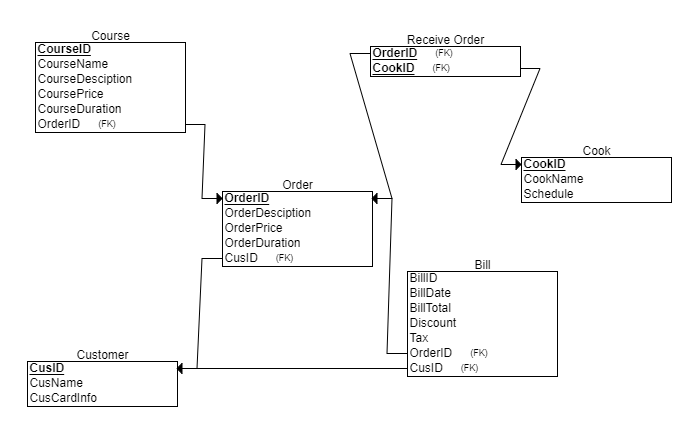 Course
CourseID
CourseName
CourseDesciption
CoursePrice
CourseDuration
OrderID (FK)
Receive Order
OrderID (FK)
CookID (FK)
Cook
CookID
CookName
Schedule
Order
OrderID
OrderDesciption
OrderPrice
OrderDuration
CusID (FK)
Bill
BillID
BillDate
BillTotal
Discount
Tax
OrderID (FK)
CusID (FK)
Customer
CusID
CusName
CusCardInfo